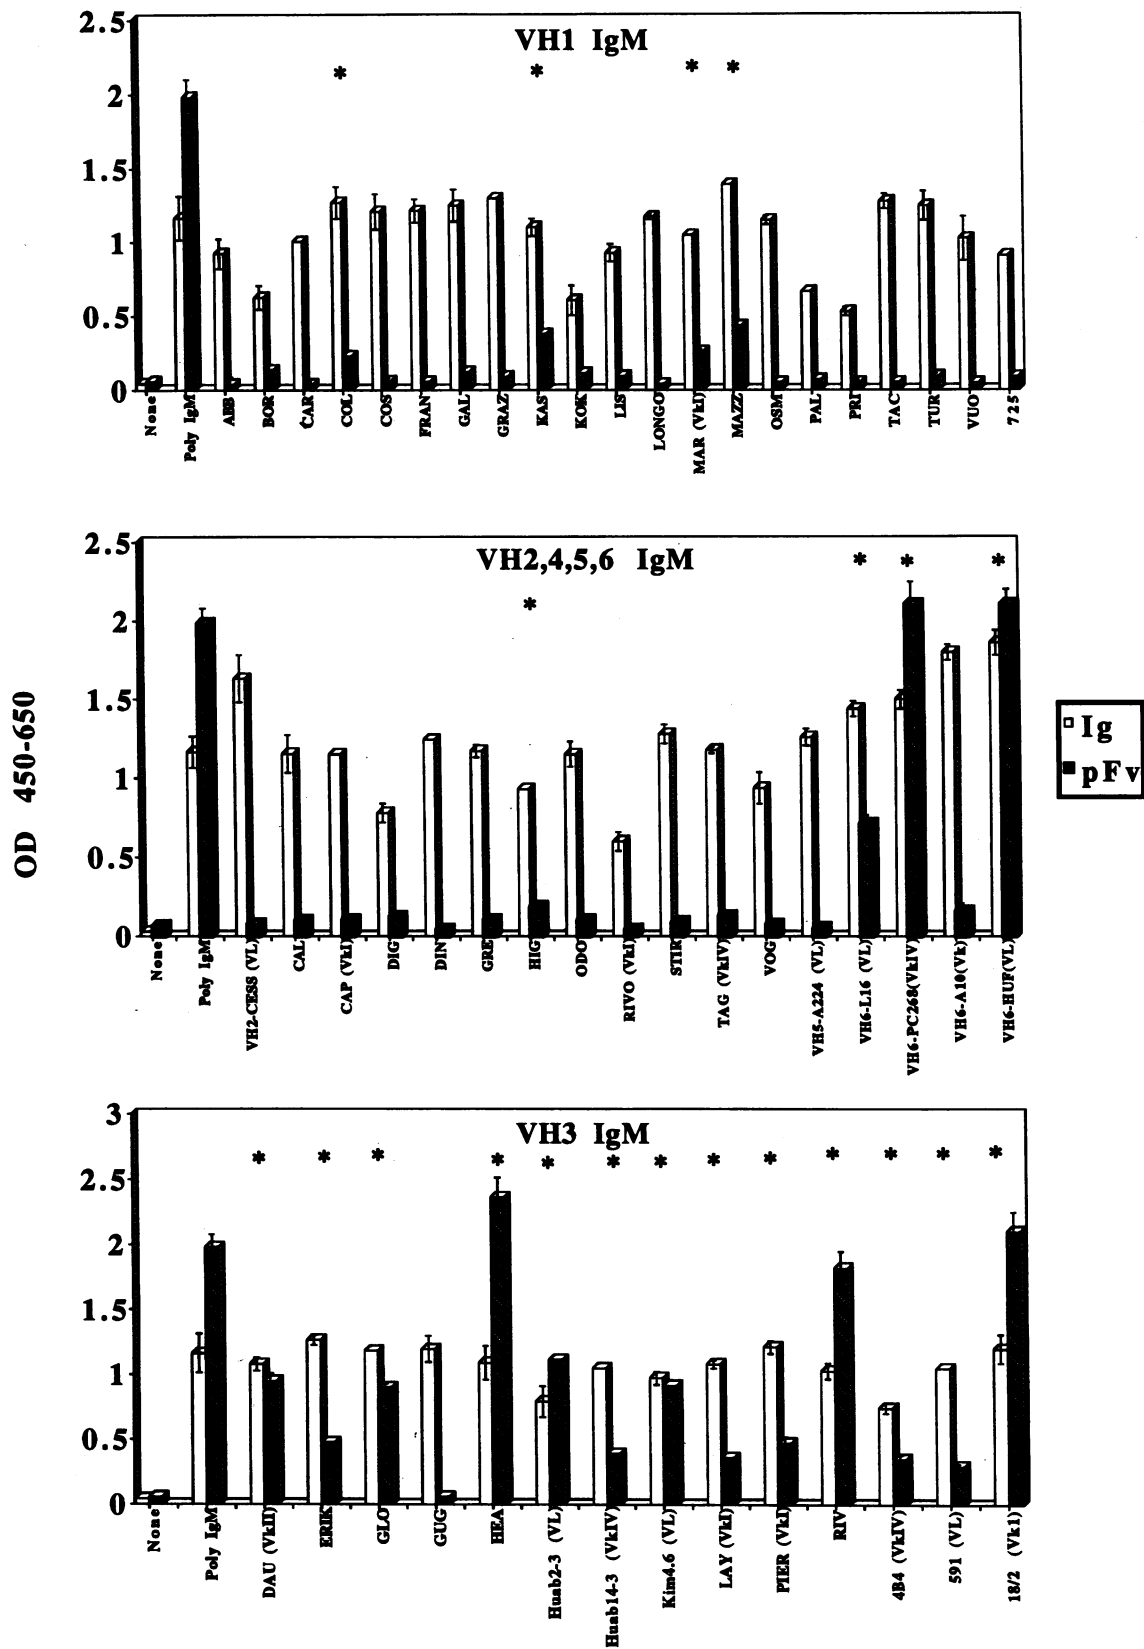 VH1 IgM
2.5
2
1.5
1
0.5
0
* * * *
None
Poly IgM
ABB
BOR
CAR
COL
COS
FRAN
GAL
GRAZ
KAS
KOK
LIS
LONGO
MAR (VkI)
MAZZ
OSM
PAL
PRI
TAC
TUR
VUO
725
VH2,4,5,6 IgM
2.5
2
1.5
1
0.5
0
* * * *
None
Poly IgM
VH2-CESS (VL)
CAL
CAP (VkI)
DIG
DIN
GRE
HIG
ODO
RIVO (VkI)
STIR
TAG (VkIV)
VOG
VH5-A224 (VL)
VH6-L16 (VL)
VH6-PC268(VkIV)
VH6-A10(Vk)
VH6-HUF(VL)
OD 450-650
Ig
pFv
VH3 IgM
3
2.5
2
1.5
1
0.5
0
* * * * * * * * * * * * *
None
Poly IgM
DAU (VkII)
ERIK
GLO
GUG
HEA
Huab2-3 (VL)
Huab14-3 (VkIV)
Kim4.6 (VL)
LAY (VkI)
PIER (VkI)
RIV
4B4 (VkIV)
591 (VL)
18/2 (Vk1)